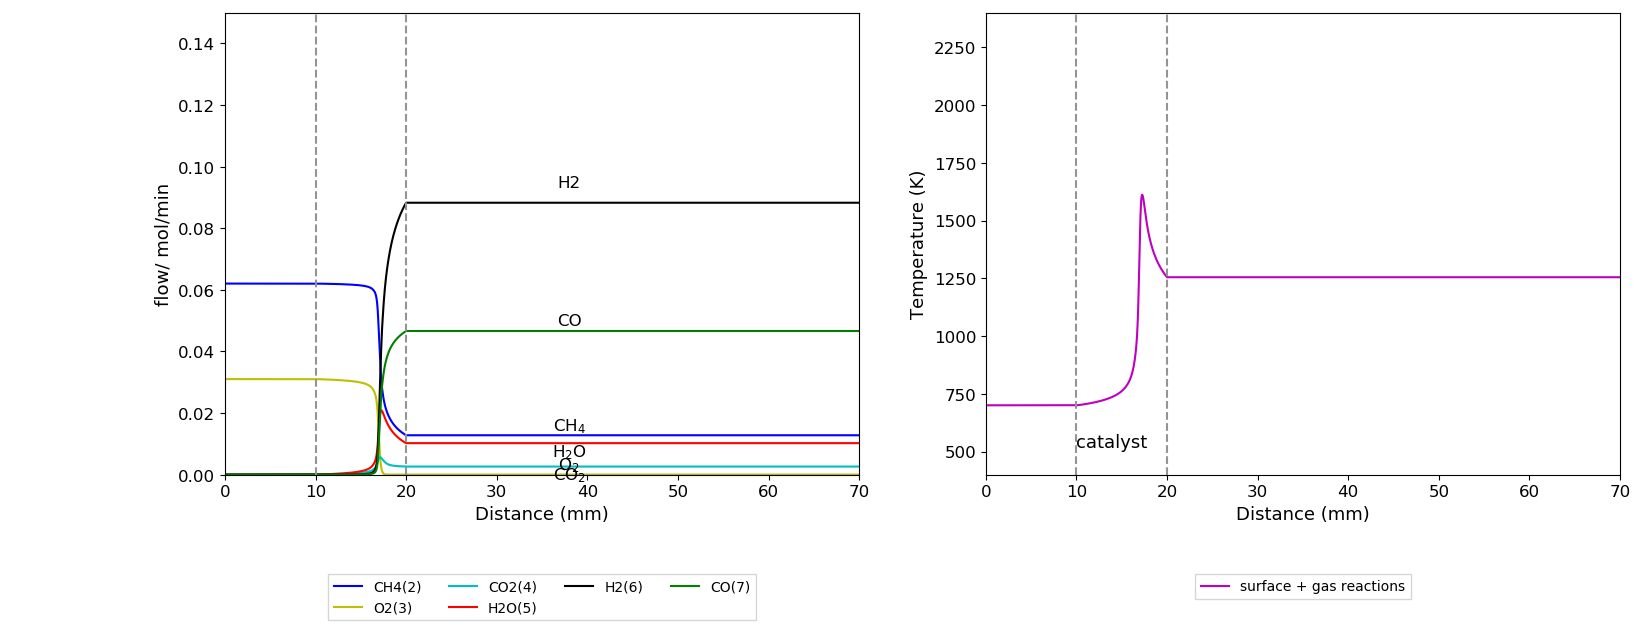 0.14
0.12
0.10
0.08
0.06
0.04
0.02
0.00
flow/ mol/min
H2
CO
CH₄
H₂O
O₂
CO₂
0 10 20 30 40 50 60 70
Distance (mm)
CH4(2) CO2(4) H2(6) CO(7)
O2(3) H2O(5)
2250
2000
1750
1500
1250
1000
750
500
Temperature (K)
catalyst
0 10 20 30 40 50 60 70
Distance (mm)
surface + gas reactions